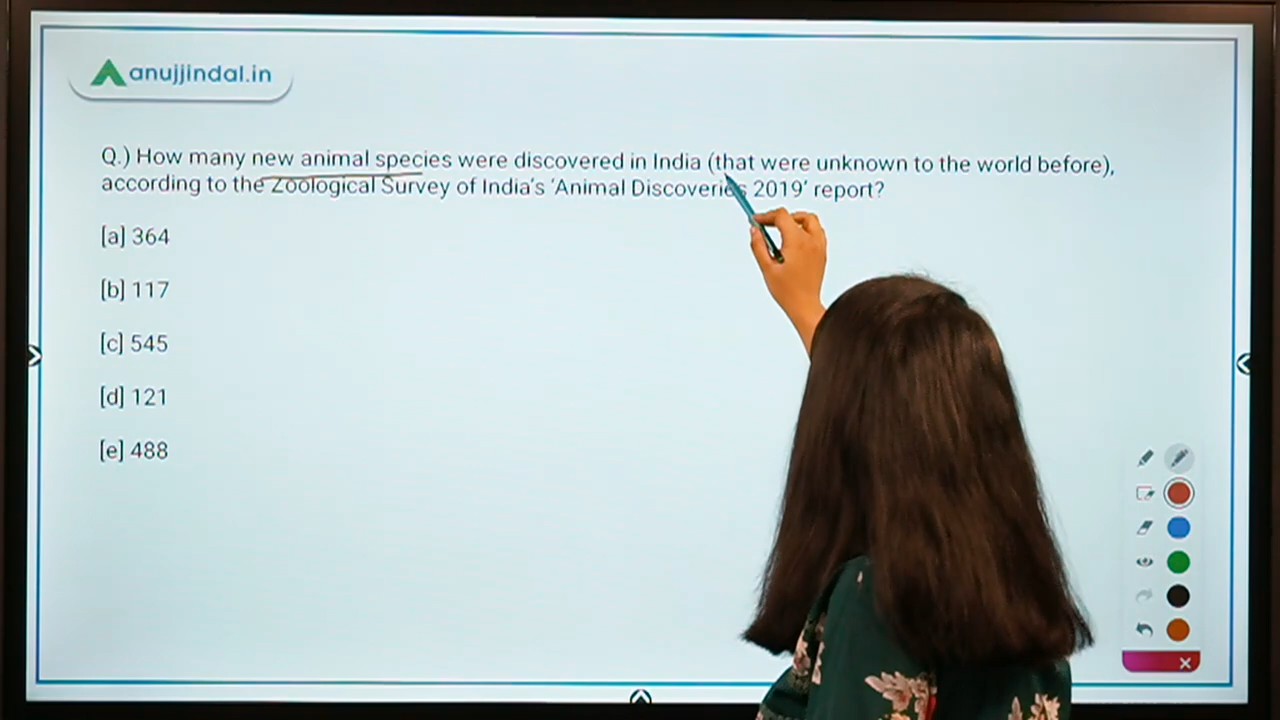 anujjindal.in
Q.) How many new animal species were discovered in India (that were unknown to the world before),
according to the Zoological Survey of India's 'Animal Discoveries 2019' report?
[a] 364
[b] 117
[c] 545
[d] 121
[e] 488